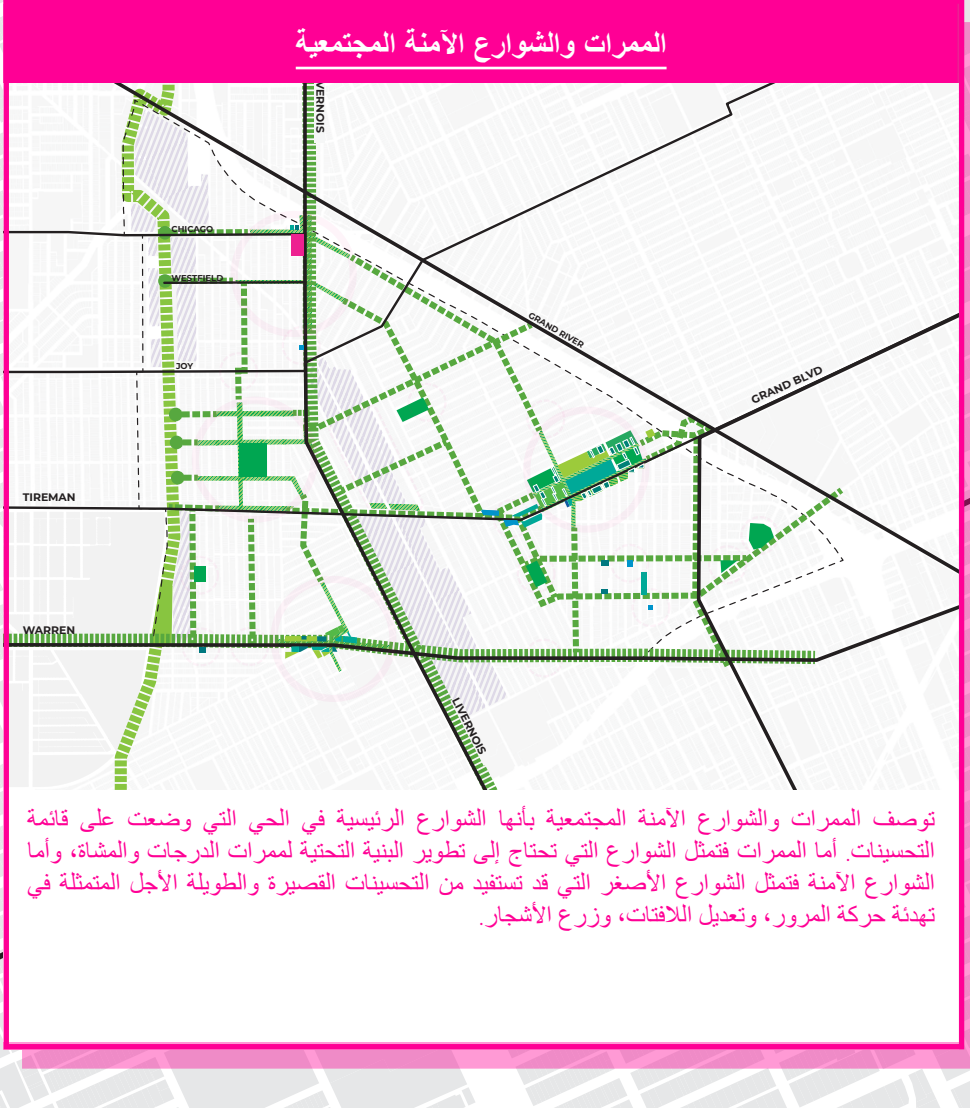 الممرات والشوارع الآمنة المجتمعية
VERNOIS
CHICAGO
WESTFIELD
GRAND RIVER
JOY
GRAND BLVD
TIREMAN
WARREN
LIVERNOIS
توصف الممرات والشوارع الآمنة المجتمعية بأنها الشوارع الرئيسية في الحي التي وضعت على قائمة
التحسينات. أما الممرات فتمثل الشوارع التي تحتاج إلى تطوير البنية التحتية لممرات الدرجات والمشاة، وأما
الشوارع الآمنة فتمثل الشوارع الأصغر التي قد تستفيد من التحسينات القصيرة والطويلة الأجل المتمثلة في
تهدئة حركة المرور، وتعديل اللافتات، وزرع الأشجار.